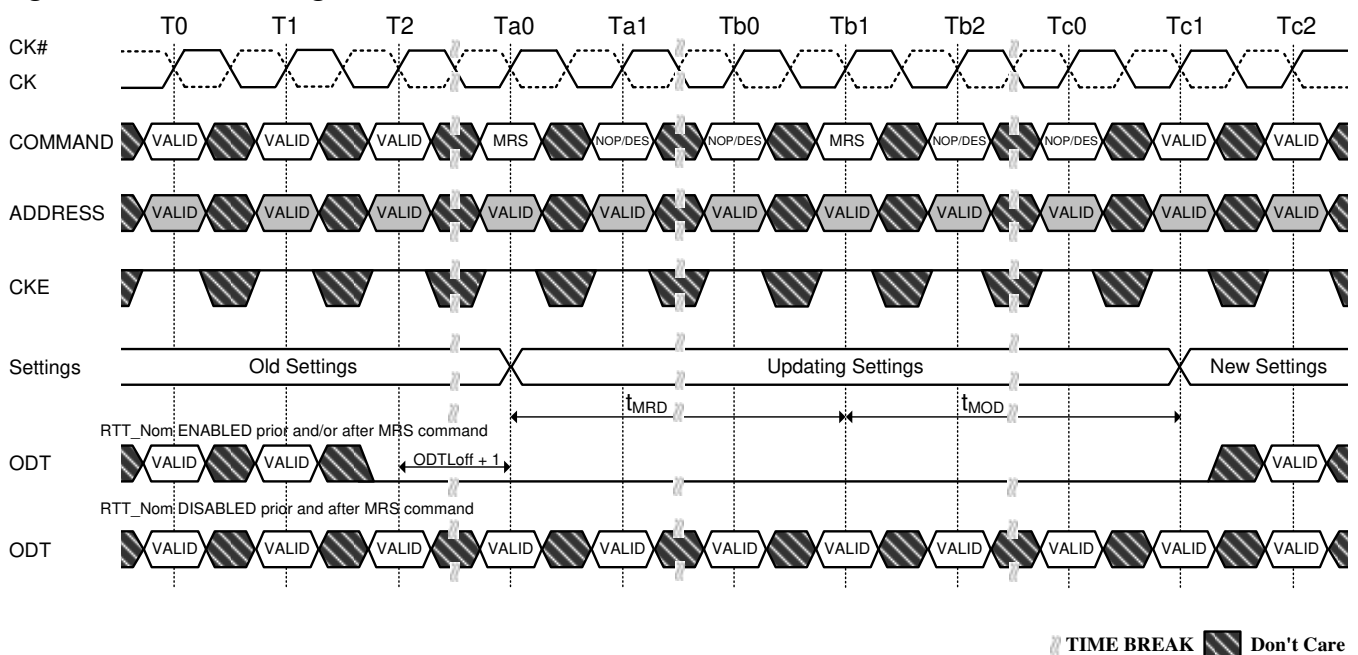 T0 T1 T2 Ta0 Ta1 Tb0 Tb1 Tb2 Tc0 Tc1 Tc2
CK#
CK
COMMAND VALID VALID VALID MRS NOP/DES NOP/DES MRS NOP/DES NOP/DES VALID VALID
ADDRESS VALID VALID VALID VALID VALID VALID VALID VALID VALID VALID VALID
CKE
Settings Old Settings Updating Settings New Settings
tMRD tMOD
RTT_Nom ENABLED prior and/or after MRS command
ODT VALID VALID ODTLoff + 1 VALID
RTT_Nom DISABLED prior and after MRS command
ODT VALID VALID VALID VALID VALID VALID VALID VALID VALID VALID VALID
TIME BREAK Don't Care